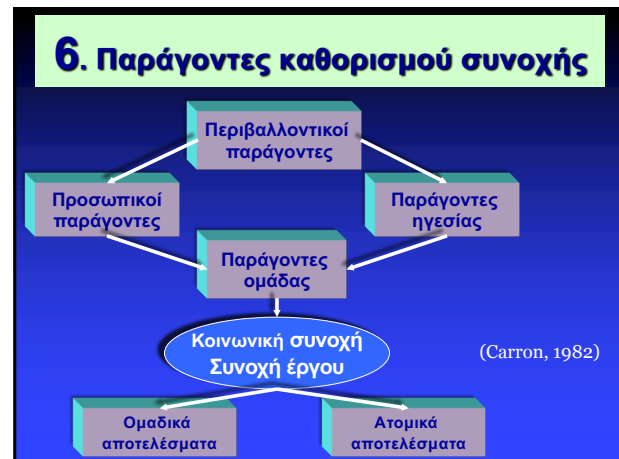 6. Παράγοντες καθορισμού συνοχής
Περιβαλλοντικοί
παράγοντες
Προσωπικοί
παράγοντες
Παράγοντες
ηγεσίας
Παράγοντες
ομάδας
Κοινωνική συνοχή
Συνοχή έργου
(Carron, 1982)
Ομαδικά
αποτελέσματα
Ατομικά
αποτελέσματα